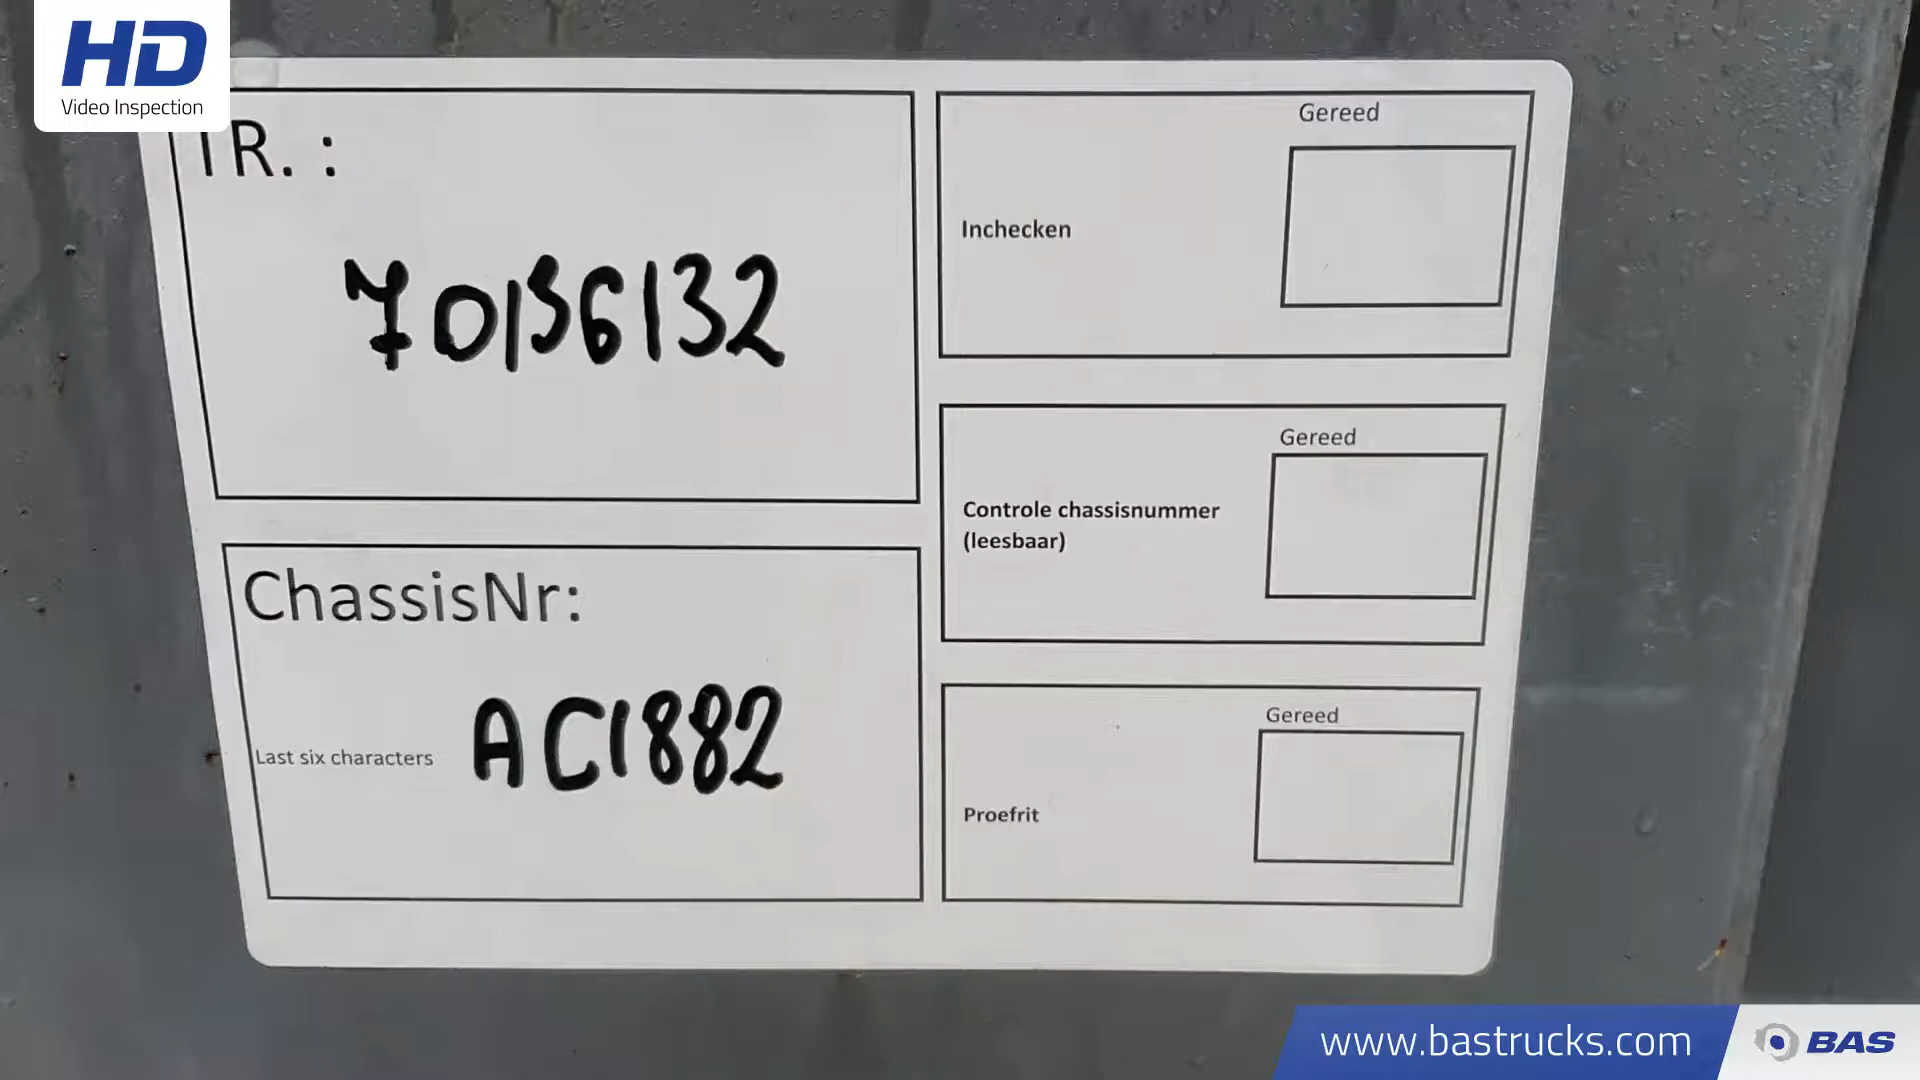 HD
Video Inspection
TR. :
70136132
ChassisNr:
Last six characters
AC1882
Gereed
Inchecken
Gereed
Controle chassisnummer
(leesbaar)
Gereed
Proefrit
www.bastrucks.com
BAS